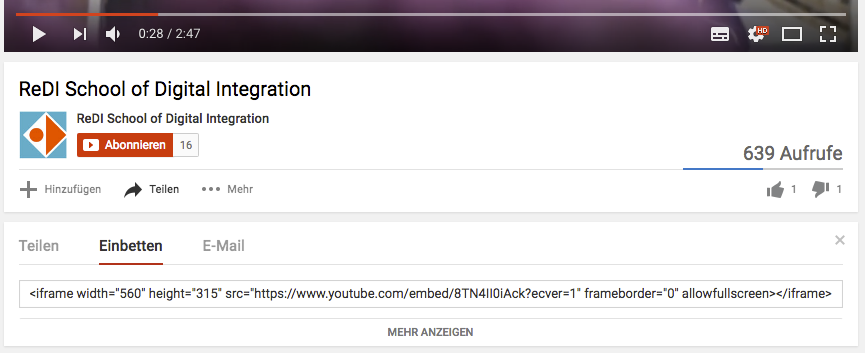 0:28 / 2:47
HD
ReDI School of Digital Integration
ReDI School of Digital Integration
Abonnieren 16
639 Aufrufe
Hinzufügen Teilen Mehr 1 1
Teilen Einbetten E-Mail
<iframe width="560" height="315" src="https://www.youtube.com/embed/8TN4II0iAck?ecver=1" frameborder="0" allowfullscreen></iframe>
MEHR ANZEIGEN